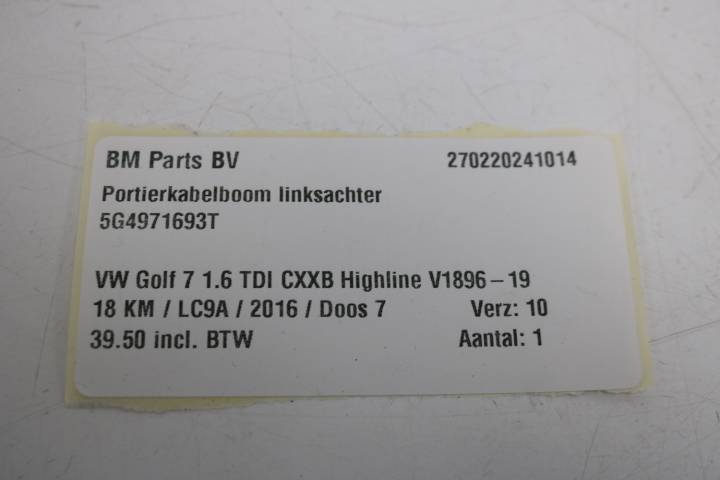 BM Parts BV 270220241014
Portierkabelboom linksachter
5G4971693T
VW Golf 7 1.6 TDI CXXB Highline V1896-19
18 KM / LC9A / 2016 / Doos 7 Verz: 10
39.50 incl. BTW Aantal: 1